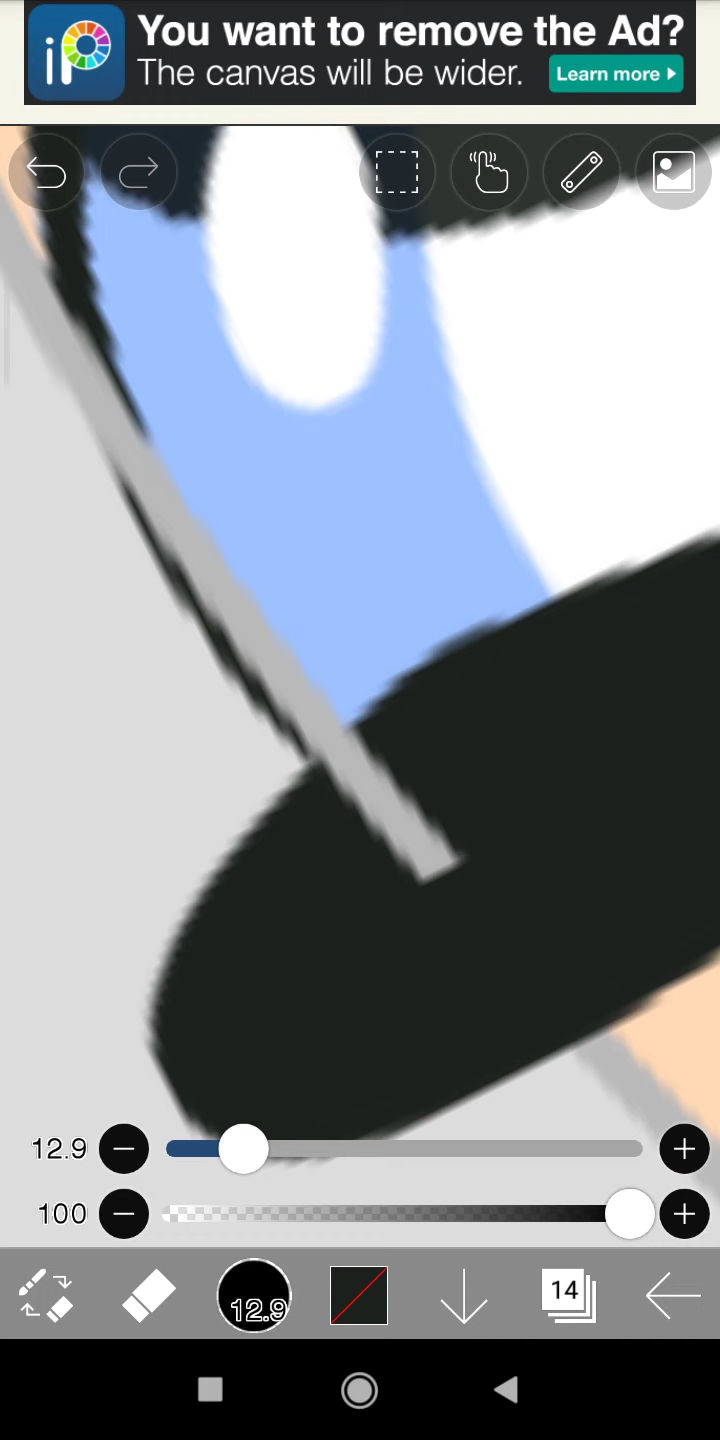 iP
You want to remove the Ad?
The canvas will be wider.
Learn more
12.9
100
12.9
14